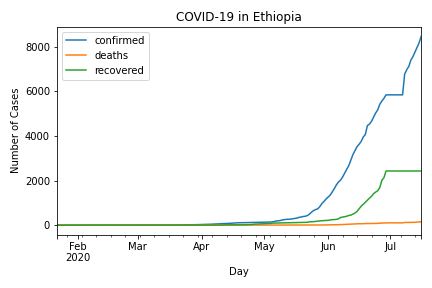 COVID-19 in Ethiopia
confirmed
deaths
recovered
Number of Cases
8000
6000
4000
2000
0
Feb
2020
Mar
Apr
May
Jun
Jul
Day